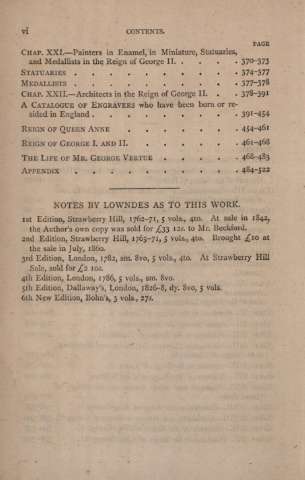 vi CONTENTS.
PAGE
CHAP. XXI.—Painters in Enamel, in Miniature, Statuaries,
and Medallists in the Reign of George II. . . . . 370-373
STATUARIES . . . . . . . . . . 374-377
MEDALLISTS . . . . . . . . . . 377-378
CHAP. XXII.—Architects in the Reign of George II. . . 378-391
A CATALOGUE OF ENGRAVERS who have been born or re-
sided in England . . . . . . . . . 391-454
REIGN OF QUEEN ANNE . . . . . . . 454-461
REIGN OF GEORGE I. AND II. . . . . . . 461-468
THE LIFE OF MR. GEORGE VERTUE . . . . . 468-483
APPENDIX . . . . . . . . . . 484-522
NOTES BY LOWNDES AS TO THIS WORK.
1st Edition, Strawberry Hill, 1762-71, 5 vols., 4to. At sale in 1842,
the Author's own copy was sold for £33 12s. to Mr. Beckford.
2nd Edition, Strawberry Hill, 1765-71, 5 vols., 4to. Brought £10 at
the sale in July, 1860.
3rd Edition, London, 1782, sm. 8vo, 5 vols., 4to. At Strawberry Hill
Sale, sold for £2 10s.
4th Edition, London, 1786, 5 vols., sm. 8vo.
5th Edition, Dallaway's, London, 1826-8, dy. 8vo, 5 vols.
6th New Edition, Bohn's, 3 vols., 27s.